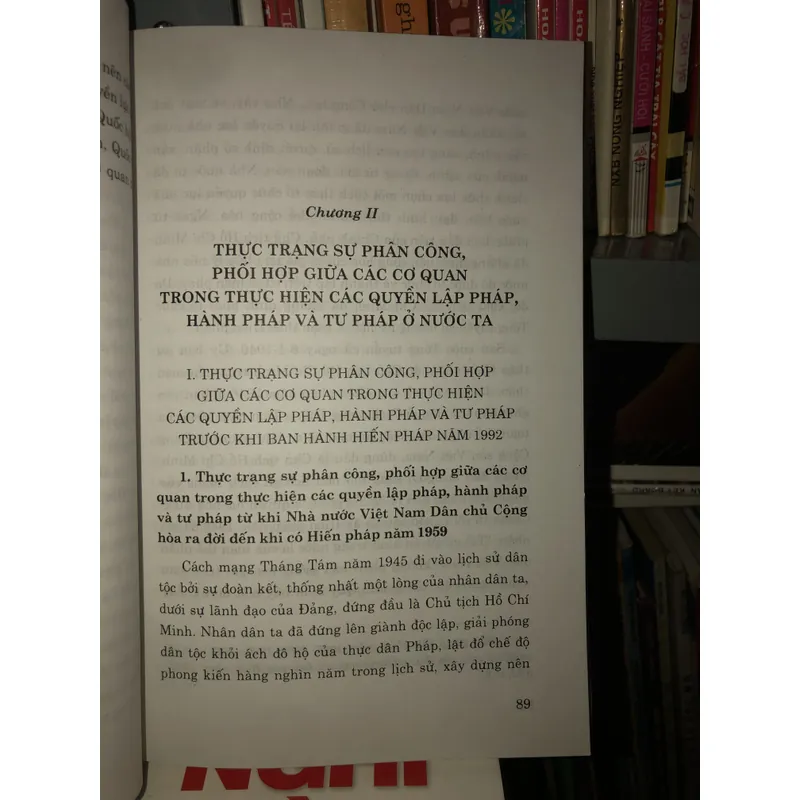 Chương II
THỰC TRẠNG SỰ PHÂN CÔNG,
PHỐI HỢP GIỮA CÁC CƠ QUAN
TRONG THỰC HIỆN CÁC QUYỀN LẬP PHÁP,
HÀNH PHÁP VÀ TƯ PHÁP Ở NƯỚC TA
I. THỰC TRẠNG SỰ PHÂN CÔNG, PHỐI HỢP
GIỮA CÁC CƠ QUAN TRONG THỰC HIỆN
CÁC QUYỀN LẬP PHÁP, HÀNH PHÁP VÀ TƯ PHÁP
TRƯỚC KHI BAN HÀNH HIẾN PHÁP NĂM 1992
1. Thực trạng sự phân công, phối hợp giữa các cơ
quan trong thực hiện các quyền lập pháp, hành pháp
và tư pháp từ khi Nhà nước Việt Nam Dân chủ Cộng
hòa ra đời đến khi có Hiến pháp năm 1959
Cách mạng Tháng Tám năm 1945 đi vào lịch sử dân
tộc bởi sự đoàn kết, thống nhất một lòng của nhân dân ta,
dưới sự lãnh đạo của Đảng, đứng đầu là Chủ tịch Hồ Chí
Minh. Nhân dân ta đã đứng lên giành độc lập, giải phóng
dân tộc khỏi ách đô hộ của thực dân Pháp, lật đổ chế độ
phong kiến hàng nghìn năm trong lịch sử, xây dựng nên
89
NXB NÔNG NGHIỆP